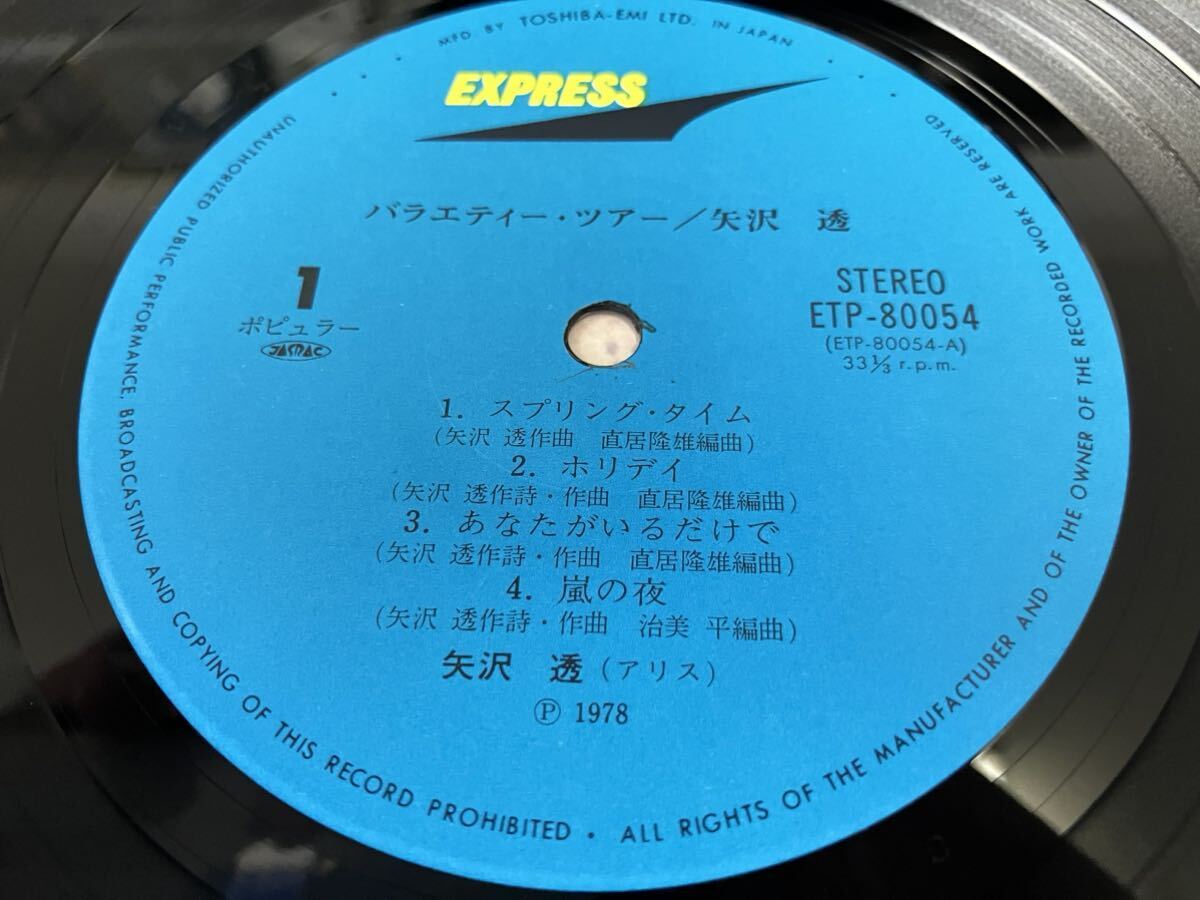 MFD. BY TOSHIBA-EMI LTD. IN JAPAN
EXPRESS
バラエティー・ツアー／矢沢 透
1
ポピュラー
JASRAC
STEREO
ETP-80054
(ETP-80054-A)
33 1/3 r.p.m.
1. スプリング・タイム
(矢沢 透作曲 直居隆雄編曲)
2. ホリデイ
(矢沢 透作詩・作曲 直居隆雄編曲)
3. あなたがいるだけで
(矢沢 透作詩・作曲 直居隆雄編曲)
4. 嵐の夜
(矢沢 透作詩・作曲 治美 平編曲)
矢沢 透 (アリス)
Ⓟ 1978
UNAUTHORIZED PUBLIC PERFORMANCE, BROADCASTING AND COPYING OF THIS RECORD PROHIBITED • ALL RIGHTS OF THE MANUFACTURER AND OF THE OWNER OF THE RECORDED WORK ARE RESERVED